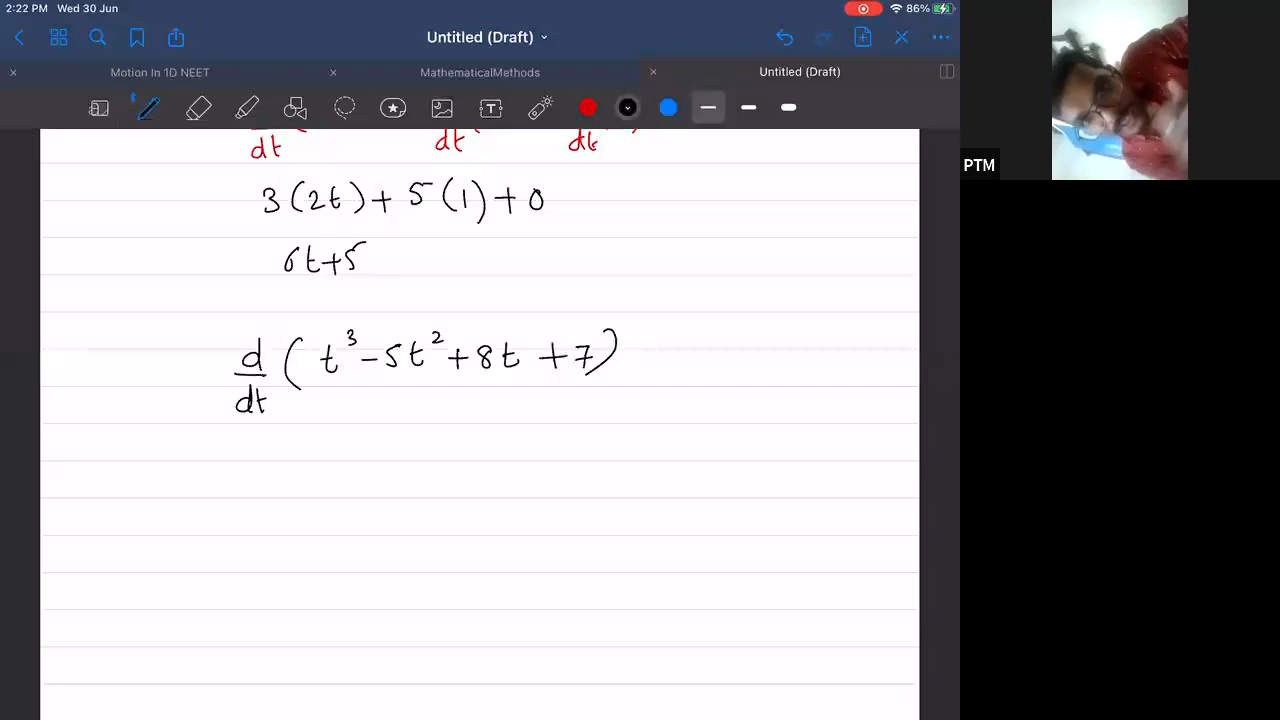 2:22 PM Wed 30 Jun 86%
Untitled (Draft)
Motion In 1D NEET MathematicalMethods Untitled (Draft)
dt dt dt
3(2t)+5(1)+0
6t+5
d/dt (t³-5t²+8t+7)
PTM